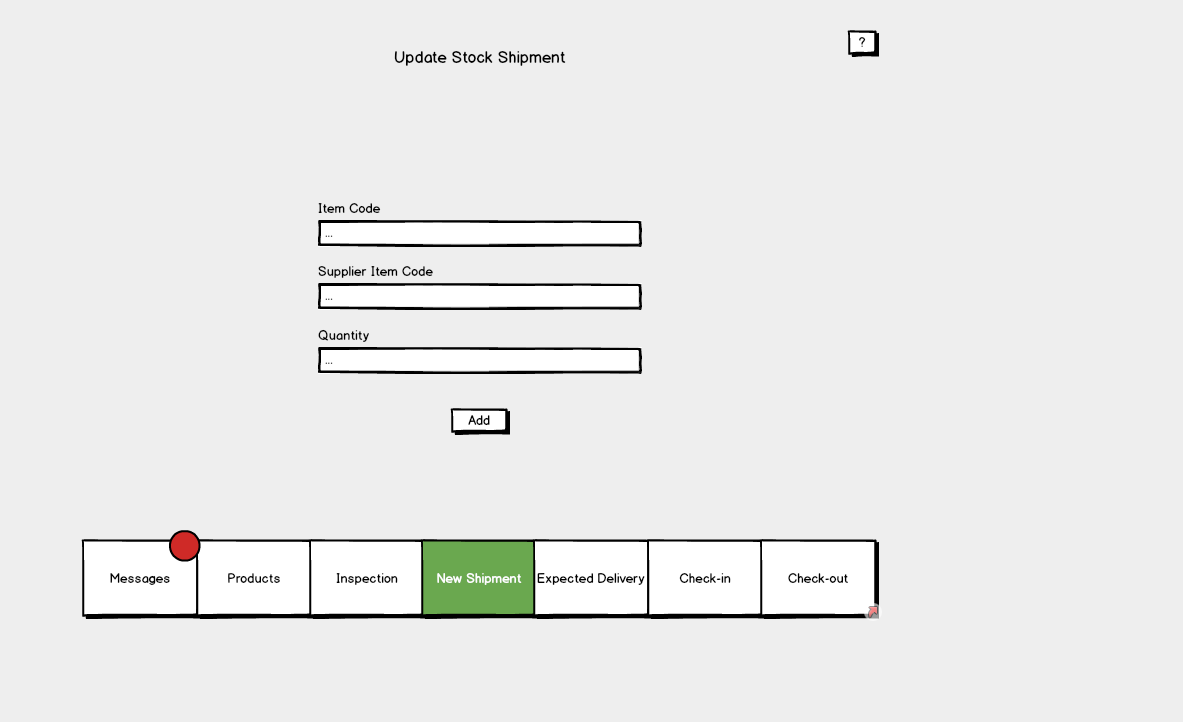 ?
Update Stock Shipment
Item Code
...
Supplier Item Code
...
Quantity
...
Add
Messages
Products
Inspection
New Shipment
Expected Delivery
Check-in
Check-out